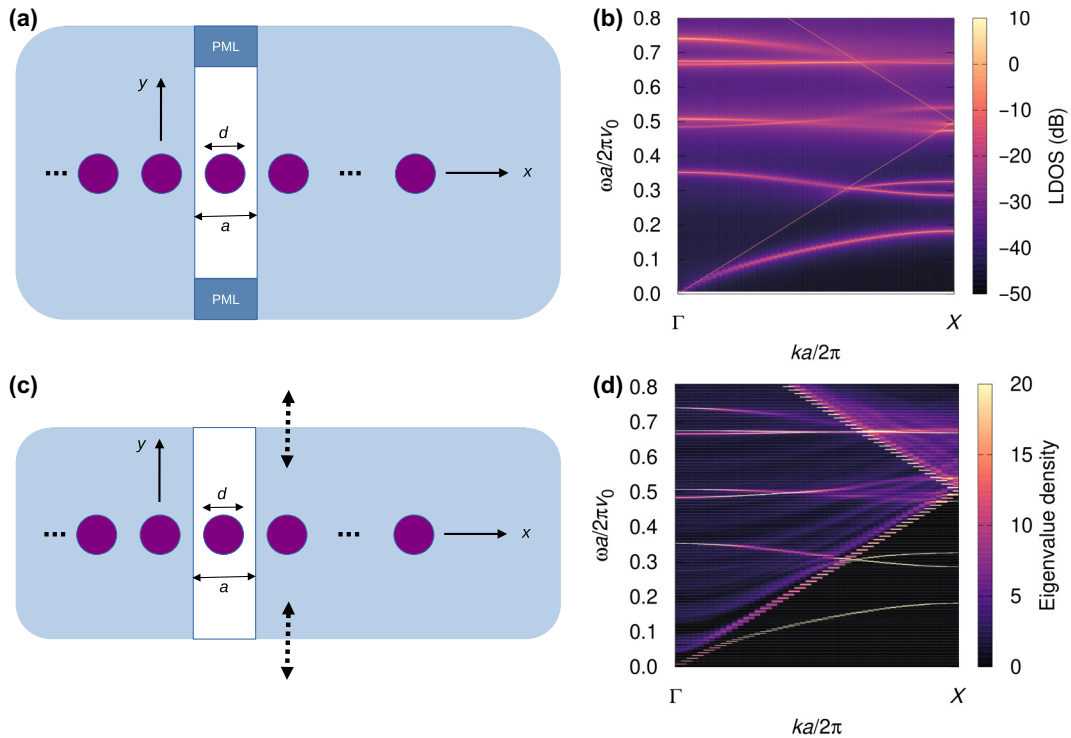 (a)
PML
y
d
x
a
PML
(b)
0.8
0.7
0.6
0.5
0.4
0.3
0.2
0.1
0.0
ωa/2πv₀
Γ
X
ka/2π
10
0
−10
−20
−30
−40
−50
LDOS (dB)
(c)
y
d
x
a
(d)
0.8
0.7
0.6
0.5
0.4
0.3
0.2
0.1
0.0
ωa/2πv₀
Γ
X
ka/2π
20
15
10
5
0
Eigenvalue density